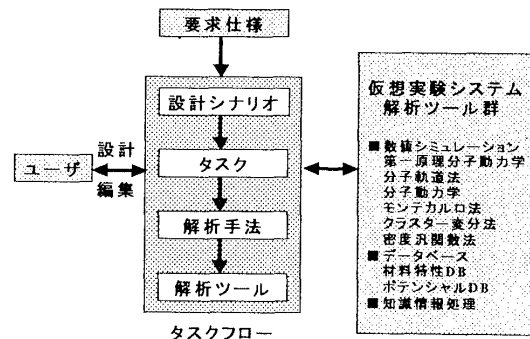 要求仕様
設計シナリオ
タスク
解析手法
解析ツール
タスクフロー
ユーザ
設計
編集
仮想実験システム
解析ツール群
■数値シミュレーション
第一原理分子動力学
分子軌道法
分子動力学
モンテカルロ法
クラスター変分法
密度汎関数法
■データベース
材料特性DB
ポテンシャルDB
■知識情報処理